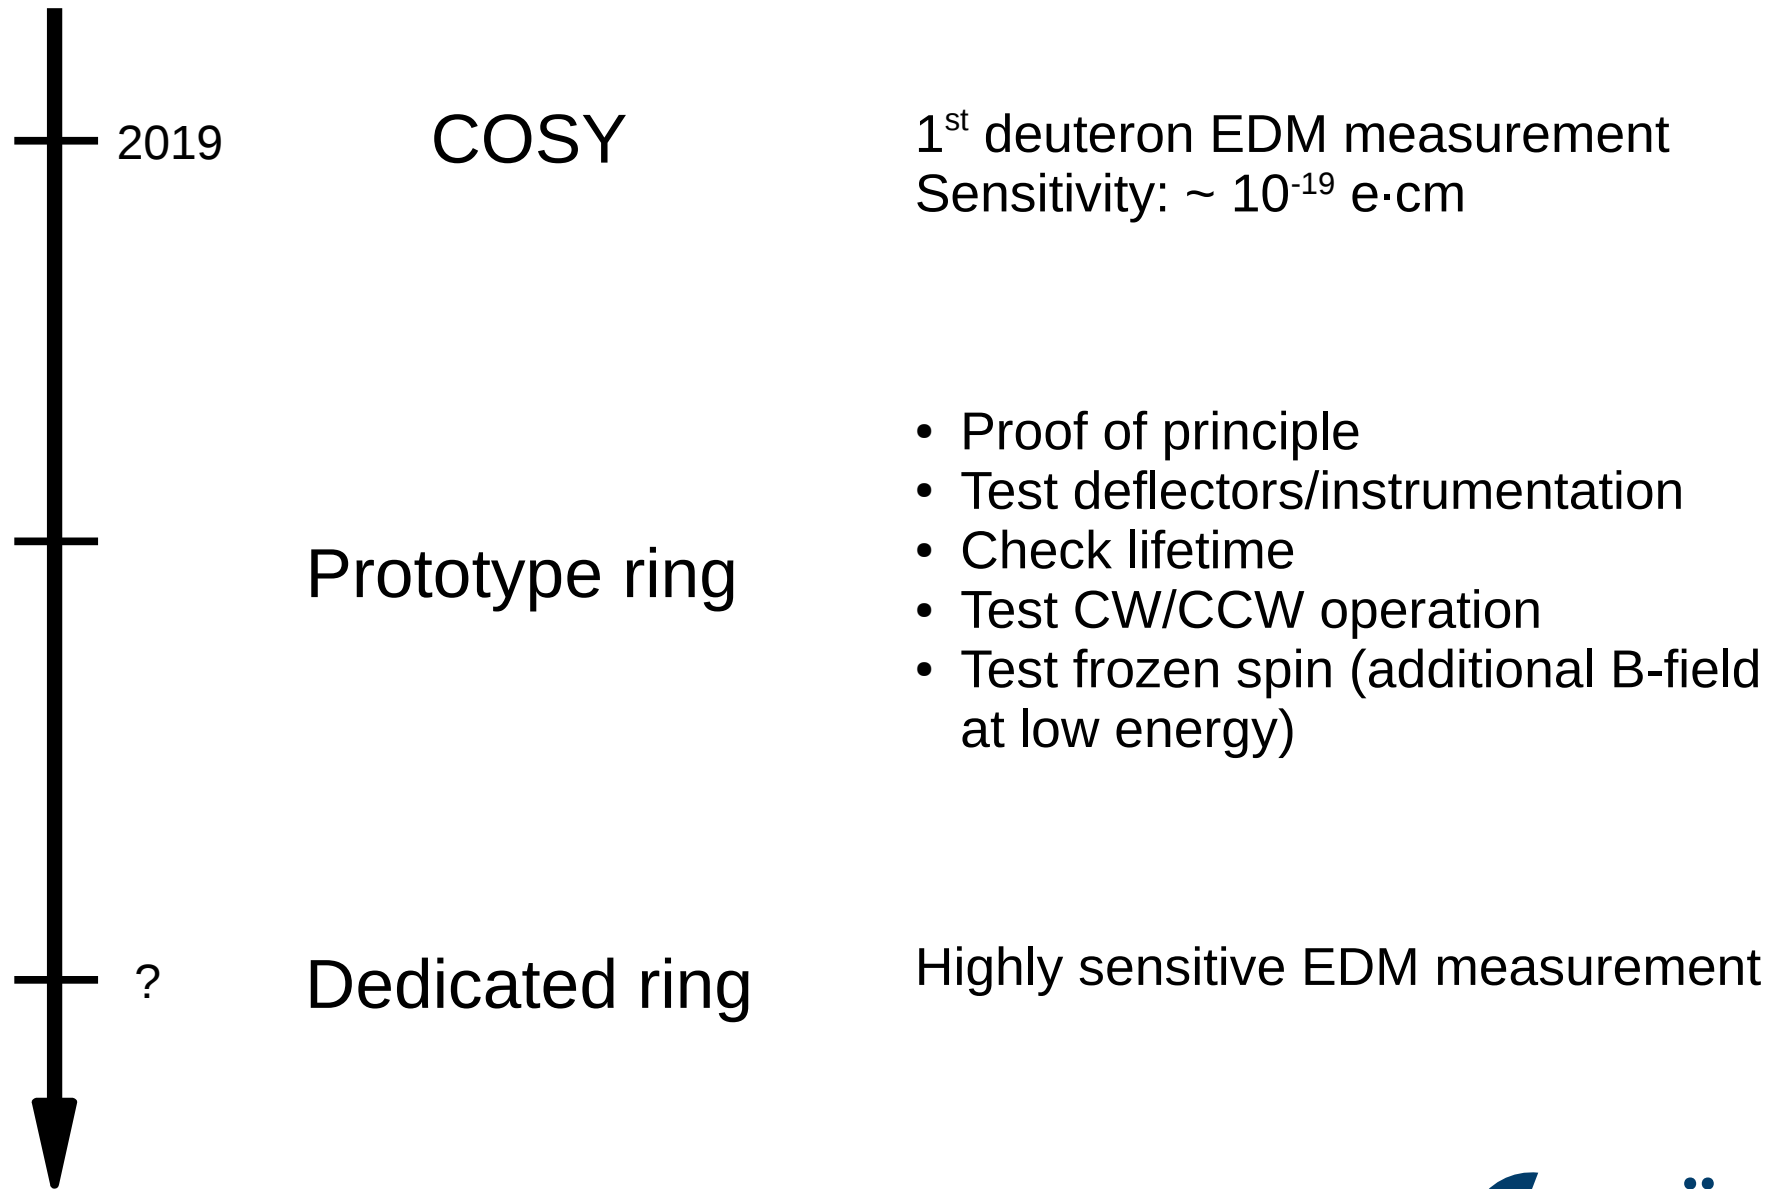 2019
COSY
1st deuteron EDM measurement
Sensitivity: ~ 10-19 e·cm
• Proof of principle
• Test deflectors/instrumentation
• Check lifetime
• Test CW/CCW operation
• Test frozen spin (additional B-field
at low energy)
Prototype ring
?
Dedicated ring
Highly sensitive EDM measurement